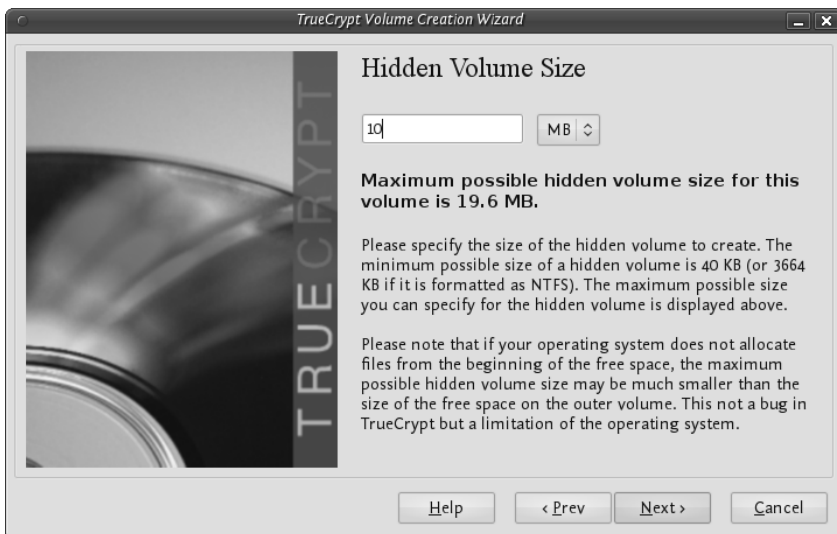 TrueCrypt Volume Creation Wizard
TRUECRYPT
Hidden Volume Size
10
MB
Maximum possible hidden volume size for this
volume is 19.6 MB.
Please specify the size of the hidden volume to create. The
minimum possible size of a hidden volume is 40 KB (or 3664
KB if it is formatted as NTFS). The maximum possible size
you can specify for the hidden volume is displayed above.
Please note that if your operating system does not allocate
files from the beginning of the free space, the maximum
possible hidden volume size may be much smaller than the
size of the free space on the outer volume. This not a bug in
TrueCrypt but a limitation of the operating system.
Help
< Prev
Next >
Cancel